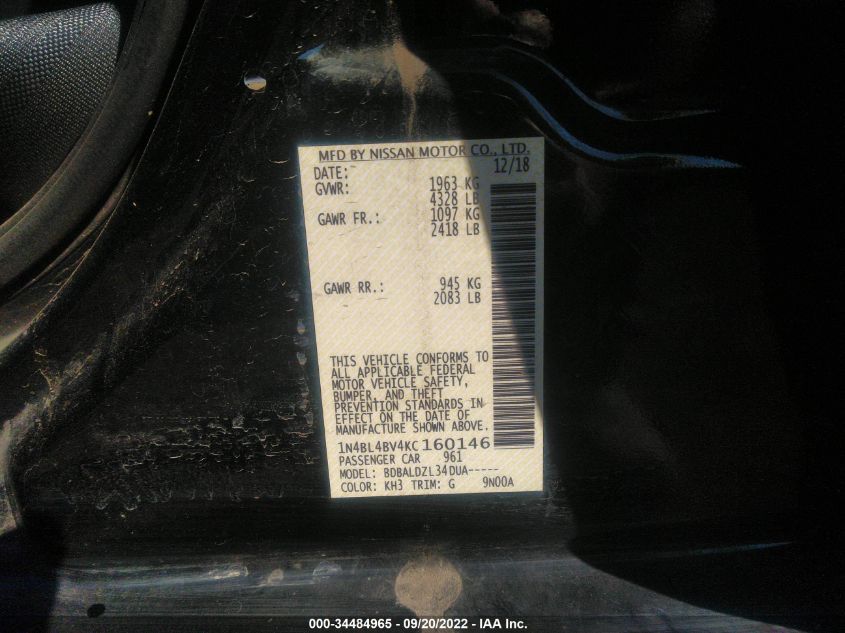 MFD BY NISSAN MOTOR CO., LTD.
DATE: 12/18
GVWR: 1963 KG
4328 LB
GAWR FR.: 1097 KG
2418 LB
GAWR RR.: 945 KG
2083 LB
THIS VEHICLE CONFORMS TO
ALL APPLICABLE FEDERAL
MOTOR VEHICLE SAFETY,
BUMPER, AND THEFT
PREVENTION STANDARDS IN
EFFECT ON THE DATE OF
MANUFACTURE SHOWN ABOVE.
1N4BL4BV4KC160146
PASSENGER CAR 961
MODEL: BDBALDZL34DUA-----
COLOR: KH3 TRIM: G 9N00A
000-34484965 - 09/20/2022 - IAA Inc.